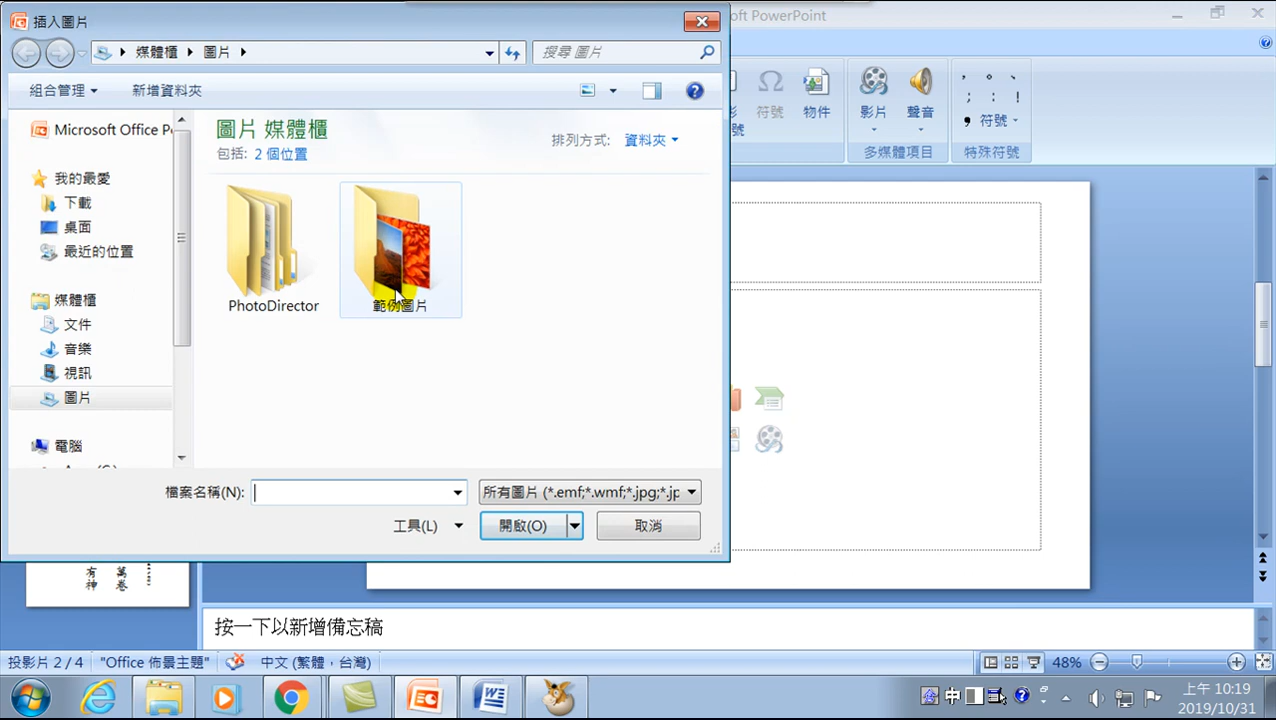 插入圖片
oft PowerPoint
媒體櫃 圖片
搜尋 圖片
組合管理 新增資料夾
Microsoft Office P
我的最愛
下載
桌面
最近的位置
媒體櫃
文件
音樂
視訊
圖片
電腦
圖片 媒體櫃
包括: 2 個位置
排列方式: 資料夾
PhotoDirector
範例圖片
檔案名稱(N):
所有圖片 (*.emf;*.wmf;*.jpg;*.jp
工具(L)
開啟(O)
取消
號
符號
物件
影片
聲音
符號
多媒體項目
特殊符號
萬卷
有神
按一下以新增備忘稿
投影片 2 / 4
"Office 佈景主題"
中文 (繁體，台灣)
48%
中
上午 10:19
2019/10/31